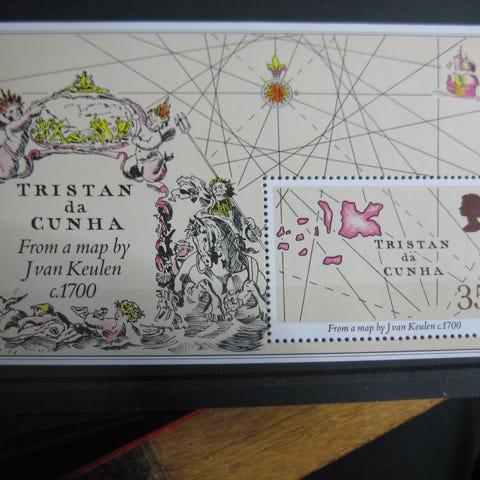 TRISTAN
da
CUNHA
From a map by
J van Keulen
c.1700
TRISTAN
da
CUNHA
35
From a map by J van Keulen c.1700